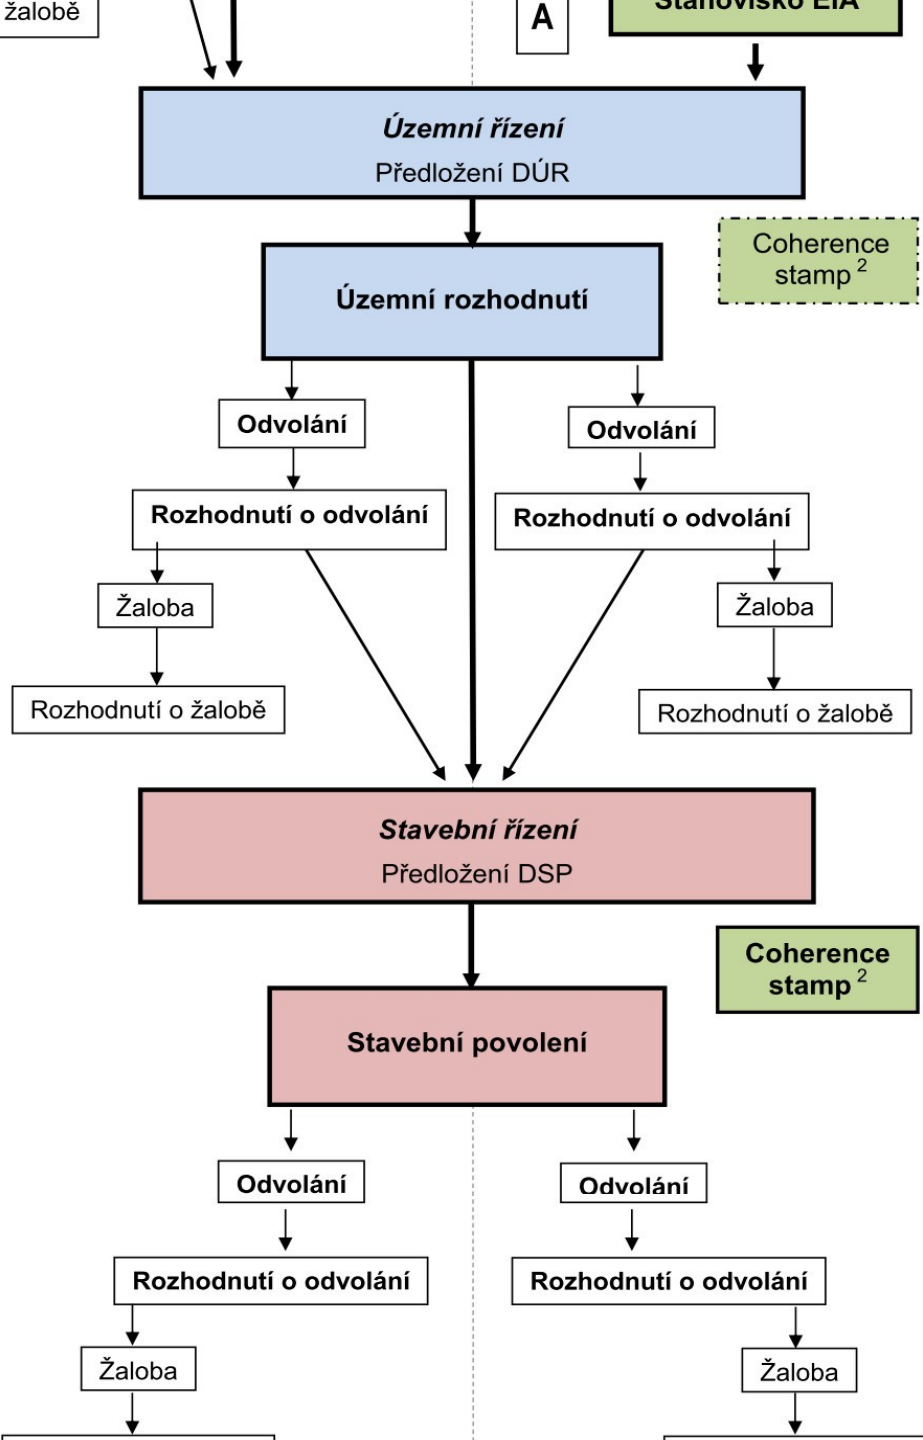 žalobě
A
Stanovisko EIA
Územní řízení
Předložení DÚR
Coherence
stamp 2
Územní rozhodnutí
Odvolání
Odvolání
Rozhodnutí o odvolání
Rozhodnutí o odvolání
Žaloba
Žaloba
Rozhodnutí o žalobě
Rozhodnutí o žalobě
Stavební řízení
Předložení DSP
Coherence
stamp 2
Stavební povolení
Odvolání
Odvolání
Rozhodnutí o odvolání
Rozhodnutí o odvolání
Žaloba
Žaloba